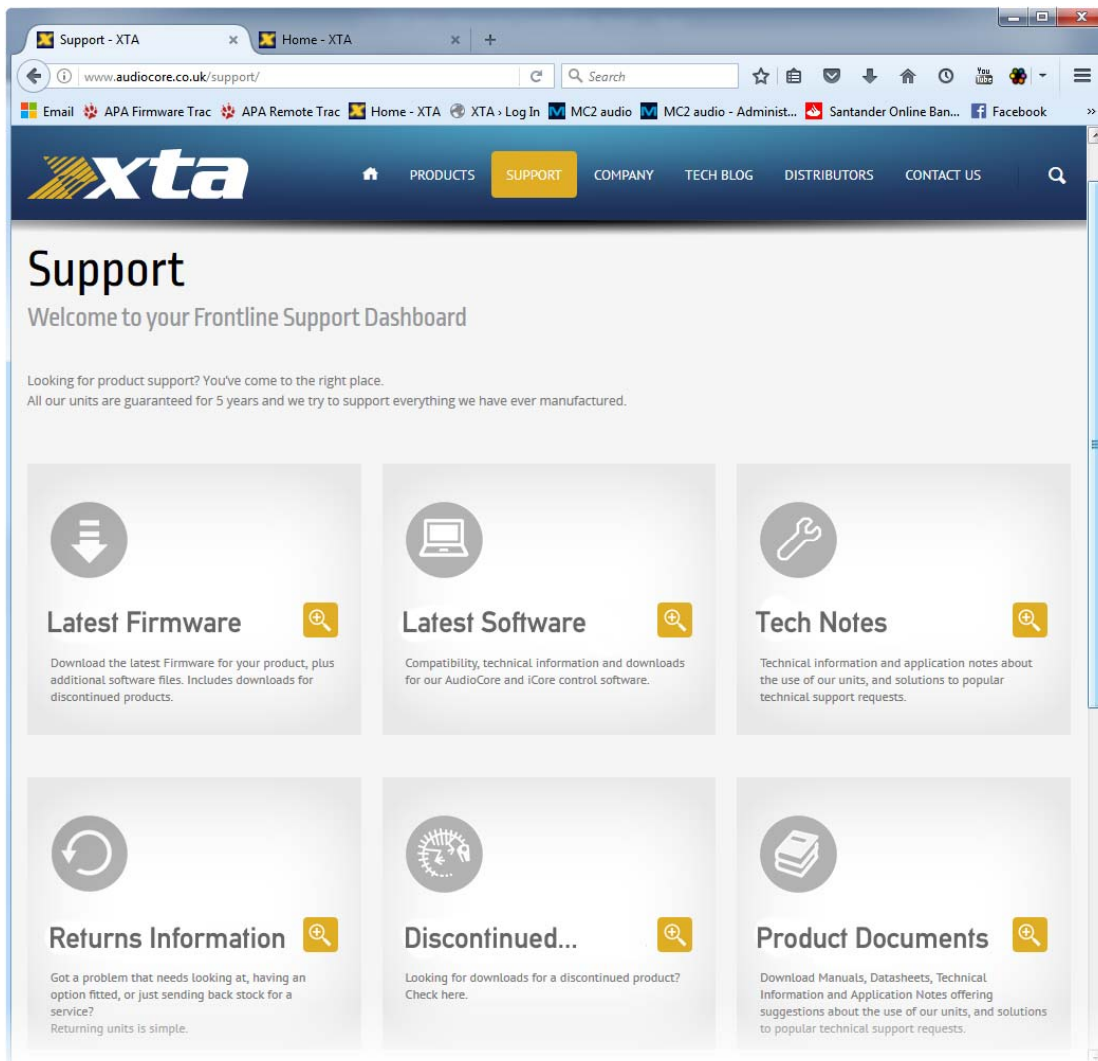 Support - XTA
Home - XTA
www.audiocore.co.uk/support/
Search
You
Tube
Email APA Firmware Trac APA Remote Trac Home - XTA XTA › Log In MC2 audio MC2 audio - Administ... Santander Online Ban... Facebook »
xta
PRODUCTS SUPPORT COMPANY TECH BLOG DISTRIBUTORS CONTACT US
Support
Welcome to your Frontline Support Dashboard
Looking for product support? You've come to the right place.
All our units are guaranteed for 5 years and we try to support everything we have ever manufactured.
Latest Firmware
Download the latest Firmware for your product, plus
additional software files. Includes downloads for
discontinued products.
Latest Software
Compatibility, technical information and downloads
for our AudioCore and iCore control software.
Tech Notes
Technical information and application notes about
the use of our units, and solutions to popular
technical support requests.
Returns Information
Got a problem that needs looking at, having an
option fitted, or just sending back stock for a
service?
Returning units is simple.
Discontinued...
Looking for downloads for a discontinued product?
Check here.
Product Documents
Download Manuals, Datasheets, Technical
Information and Application Notes offering
suggestions about the use of our units, and solutions
to popular technical support requests.